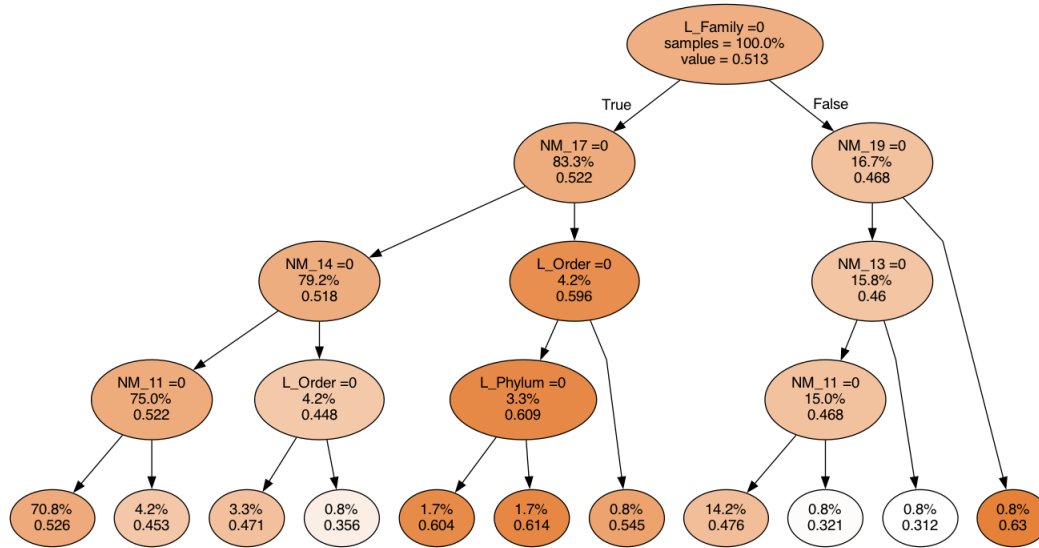 L_Family =0
samples = 100.0%
value = 0.513
True
False
NM_17 =0
83.3%
0.522
NM_19 =0
16.7%
0.468
NM_14 =0
79.2%
0.518
L_Order =0
4.2%
0.596
NM_13 =0
15.8%
0.46
NM_11 =0
75.0%
0.522
L_Order =0
4.2%
0.448
L_Phylum =0
3.3%
0.609
NM_11 =0
15.0%
0.468
70.8%
0.526
4.2%
0.453
3.3%
0.471
0.8%
0.356
1.7%
0.604
1.7%
0.614
0.8%
0.545
14.2%
0.476
0.8%
0.321
0.8%
0.312
0.8%
0.63